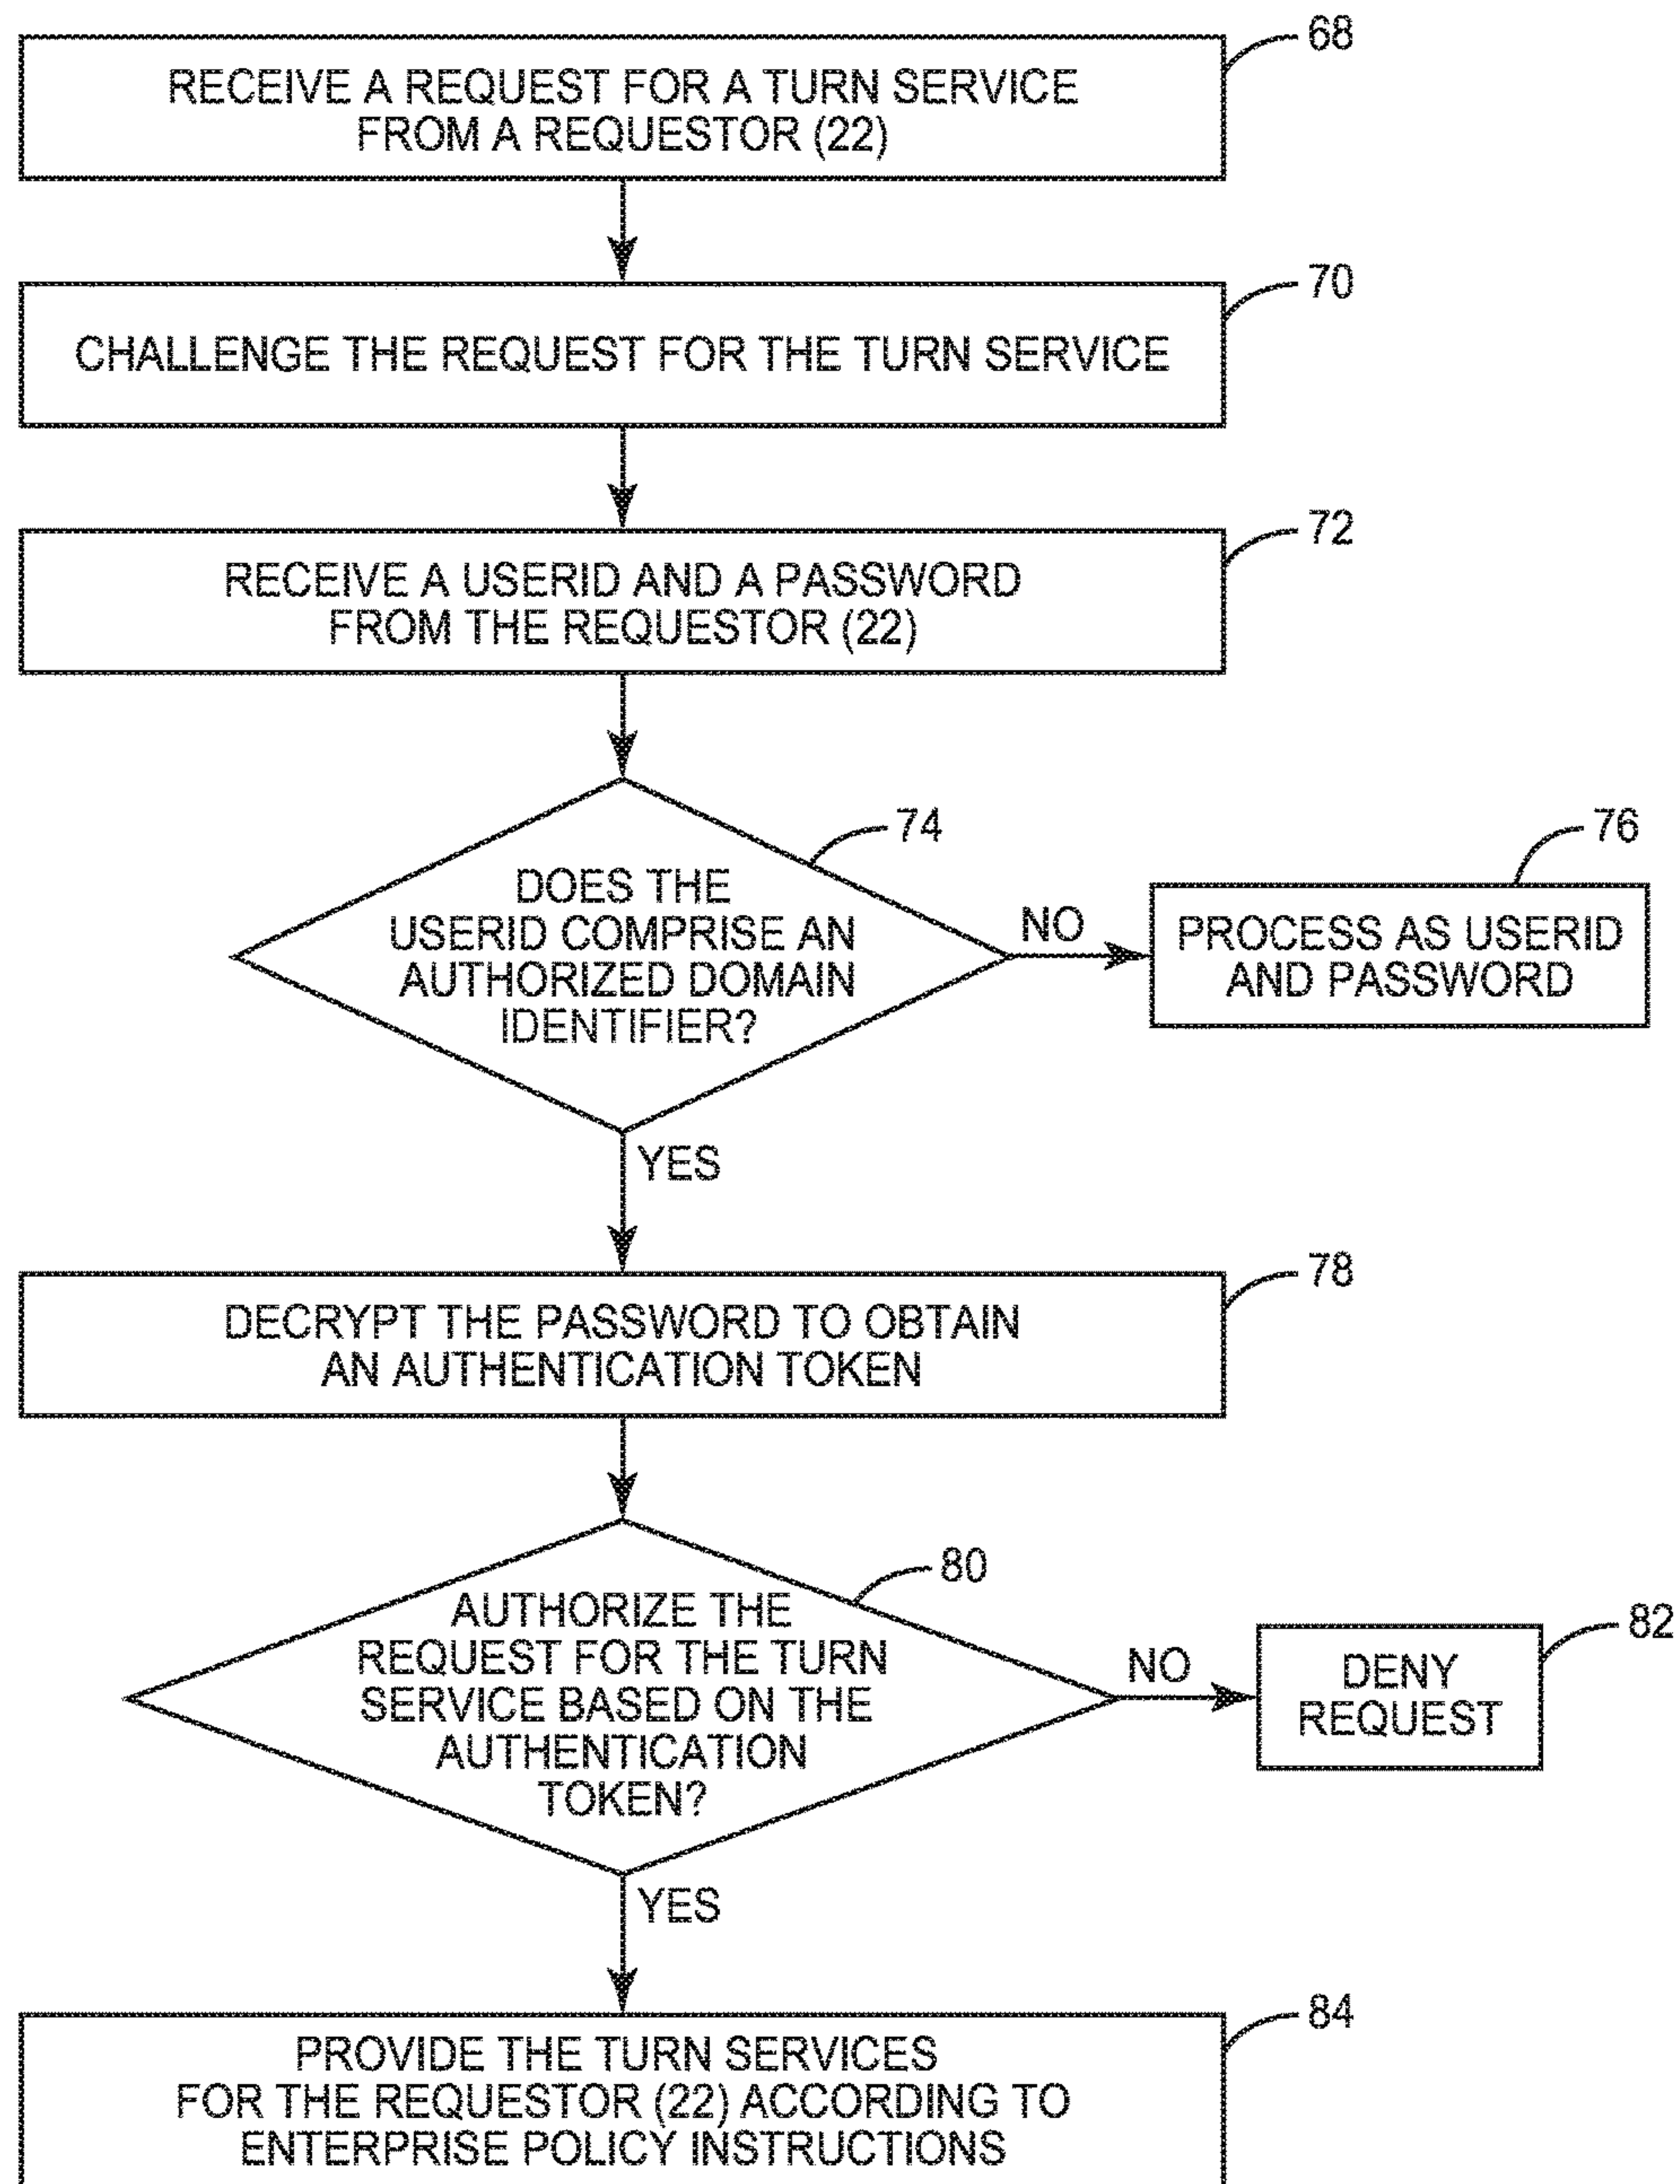 68
RECEIVE A REQUEST FOR A TURN SERVICE
FROM A REQUESTOR (22)
70
CHALLENGE THE REQUEST FOR THE TURN SERVICE
72
RECEIVE A USERID AND A PASSWORD
FROM THE REQUESTOR (22)
74
DOES THE
USERID COMPRISE AN
AUTHORIZED DOMAIN
IDENTIFIER?
NO
76
PROCESS AS USERID
AND PASSWORD
YES
78
DECRYPT THE PASSWORD TO OBTAIN
AN AUTHENTICATION TOKEN
80
AUTHORIZE THE
REQUEST FOR THE TURN
SERVICE BASED ON THE
AUTHENTICATION
TOKEN?
NO
82
DENY
REQUEST
YES
84
PROVIDE THE TURN SERVICES
FOR THE REQUESTOR (22) ACCORDING TO
ENTERPRISE POLICY INSTRUCTIONS